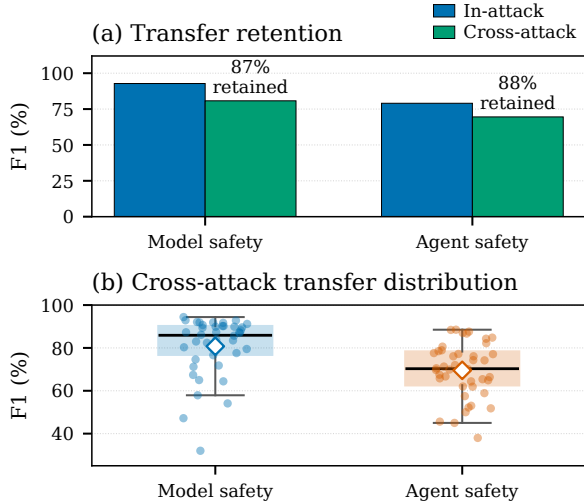 In-attack
Cross-attack
(a) Transfer retention
F1 (%)
100
75
50
25
0
87%
retained
88%
retained
Model safety
Agent safety
(b) Cross-attack transfer distribution
F1 (%)
100
80
60
40
Model safety
Agent safety